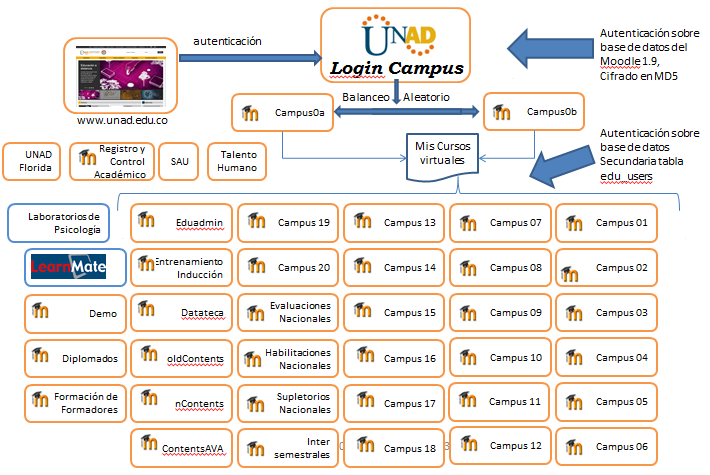 autenticación
UNAD
Login Campus
Autenticación sobre
base de datos del
Moodle 1.9,
Cifrado en MD5
www.unad.edu.co
Balanceo
Aleatorio
Campus0a
Campus0b
Mis Cursos
virtuales
Autenticación sobre
base de datos
Secundaria tabla
edu_users
UNAD
Florida
Registro y
Control
Académico
SAU
Talento
Humano
Laboratorios de
Psicología
Eduadmin
Campus 19
Campus 13
Campus 07
Campus 01
LearnMate
Entrenamiento
Inducción
Campus 20
Campus 14
Campus 08
Campus 02
Demo
Datateca
Evaluaciones
Nacionales
Campus 15
Campus 09
Campus 03
Diplomados
oldContents
Habilitaciones
Nacionales
Campus 16
Campus 10
Campus 04
Formación de
Formadores
nContents
Supletorios
Nacionales
Campus 17
Campus 11
Campus 05
ContentsAVA
Inter
semestrales
Campus 18
Campus 12
Campus 06